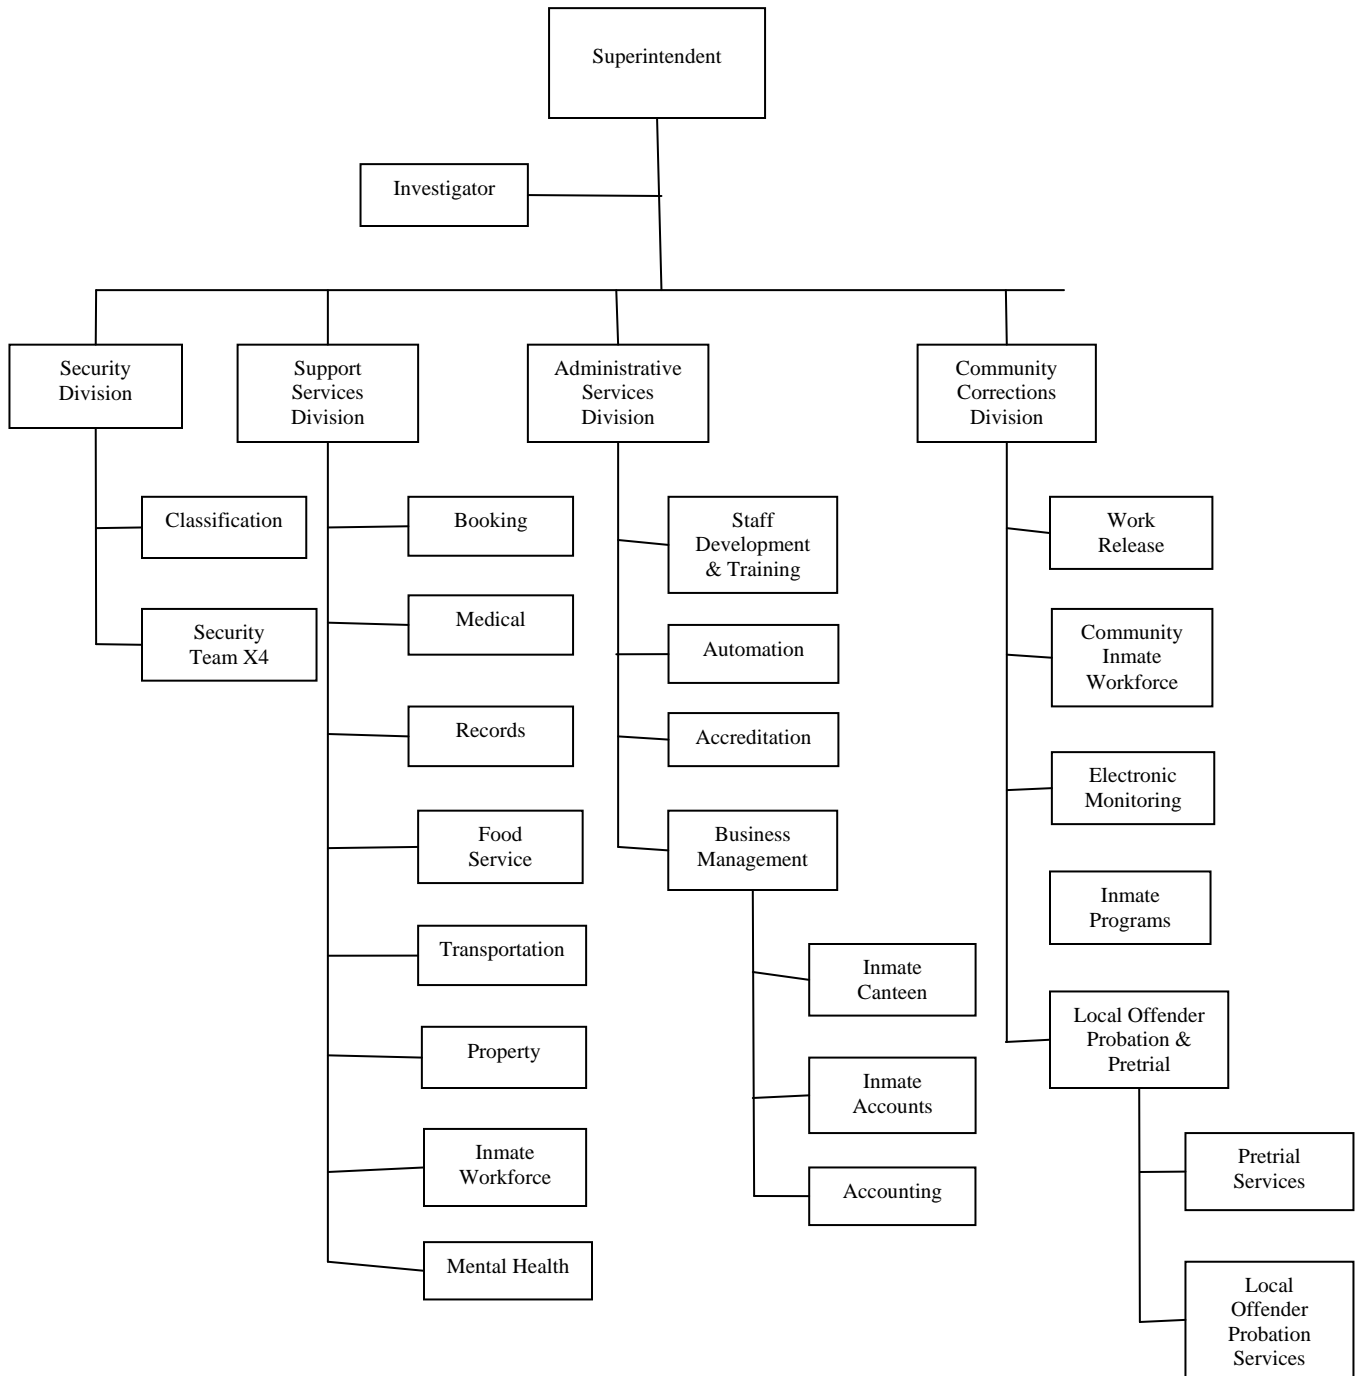 Superintendent
Investigator
Security
Division
Support
Services
Division
Administrative
Services
Division
Community
Corrections
Division
Classification
Security
Team X4
Booking
Medical
Records
Food
Service
Transportation
Property
Inmate
Workforce
Mental Health
Staff
Development
& Training
Automation
Accreditation
Business
Management
Inmate
Canteen
Inmate
Accounts
Accounting
Work
Release
Community
Inmate
Workforce
Electronic
Monitoring
Inmate
Programs
Local Offender
Probation &
Pretrial
Pretrial
Services
Local
Offender
Probation
Services